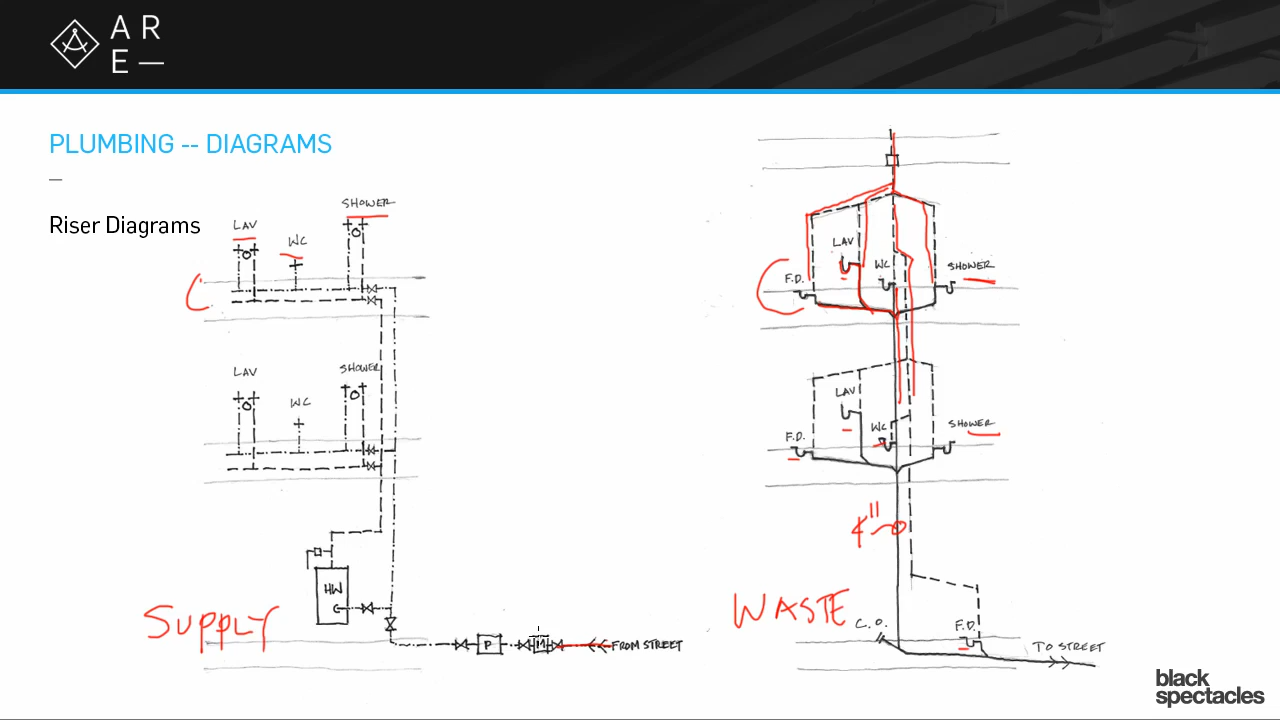 A R
E —
PLUMBING -- DIAGRAMS
—
Riser Diagrams
LAV
WC
SHOWER
LAV
WC
SHOWER
HW
C
SUPPLY
P
M
FROM STREET
LAV
WC
SHOWER
F.D.
LAV
WC
SHOWER
F.D.
4"
WASTE
C.O.
F.D.
TO STREET
black
spectacles